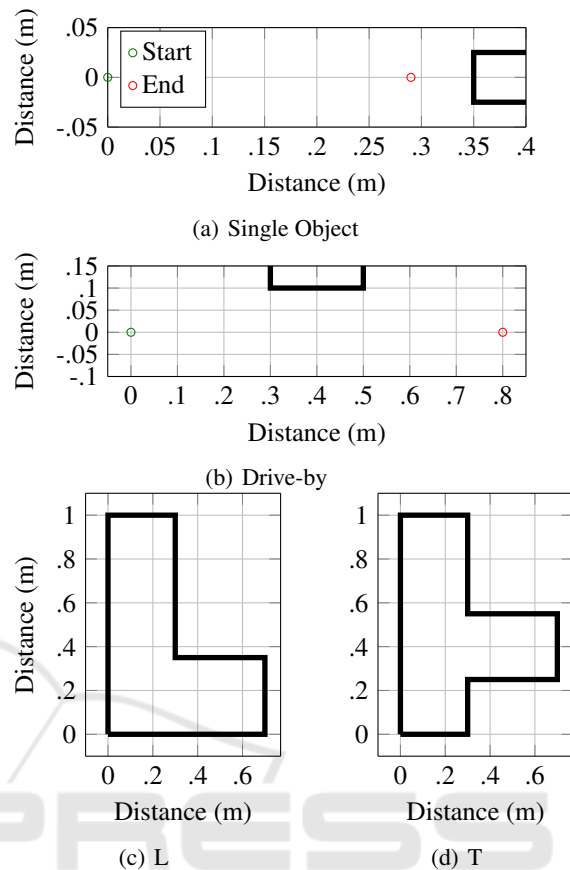 .05
0
-.05
Distance (m)
Start
End
0 .05 .1 .15 .2 .25 .3 .35 .4
Distance (m)
(a) Single Object
.15
.1
.05
0
-.05
-.1
Distance (m)
0 .1 .2 .3 .4 .5 .6 .7 .8
Distance (m)
(b) Drive-by
1
.8
.6
.4
.2
0
Distance (m)
0 .2 .4 .6
Distance (m)
(c) L
1
.8
.6
.4
.2
0
0 .2 .4 .6
Distance (m)
(d) T
PRESS